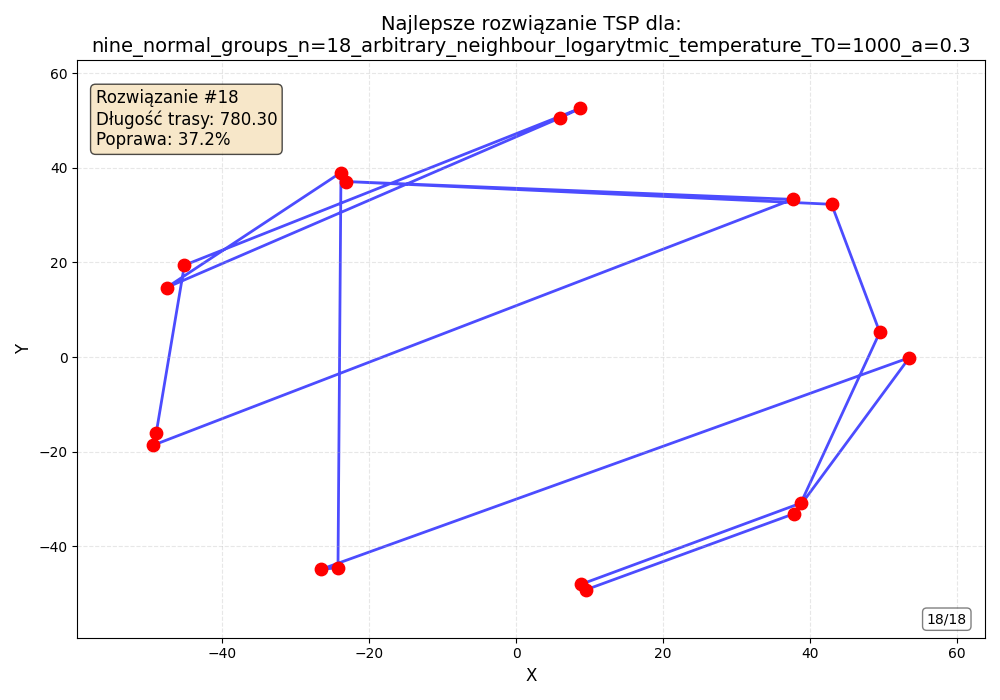 Najlepsze rozwiązanie TSP dla:
nine_normal_groups_n=18_arbitrary_neighbour_logarytmic_temperature_T0=1000_a=0.3
Rozwiązanie #18
Długość trasy: 780.30
Poprawa: 37.2%
60
40
20
0
−20
−40
Y
18/18
−40
−20
0
20
40
60
X